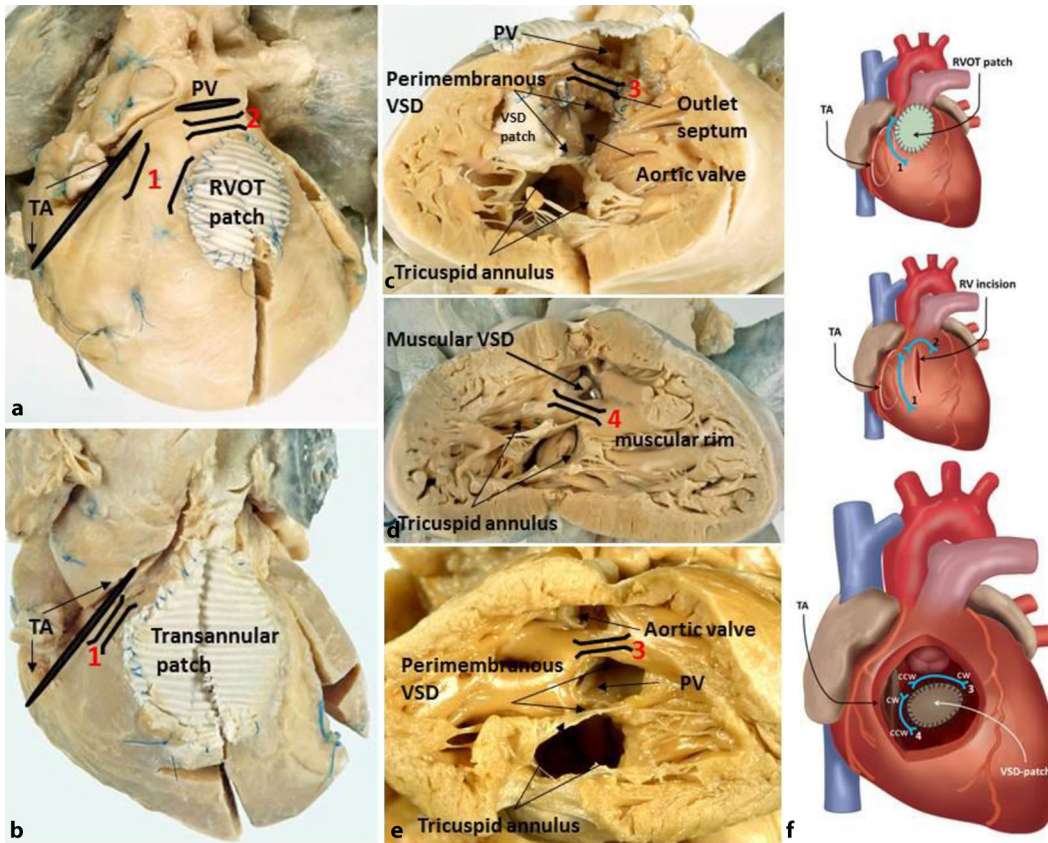 PV
2
1
TA
RVOT
patch
a
TA
1
Transannular
patch
b
PV
Perimembranous
VSD
3
VSD
patch
Outlet
septum
Aortic valve
Tricuspid annulus
c
Muscular VSD
4
muscular rim
Tricuspid annulus
d
Aortic valve
3
Perimembranous
VSD
PV
Tricuspid annulus
e
RVOT patch
TA
1
RV incision
TA
2
1
TA
CCW
CW
3
CW
CCW
4
VSD-patch
f